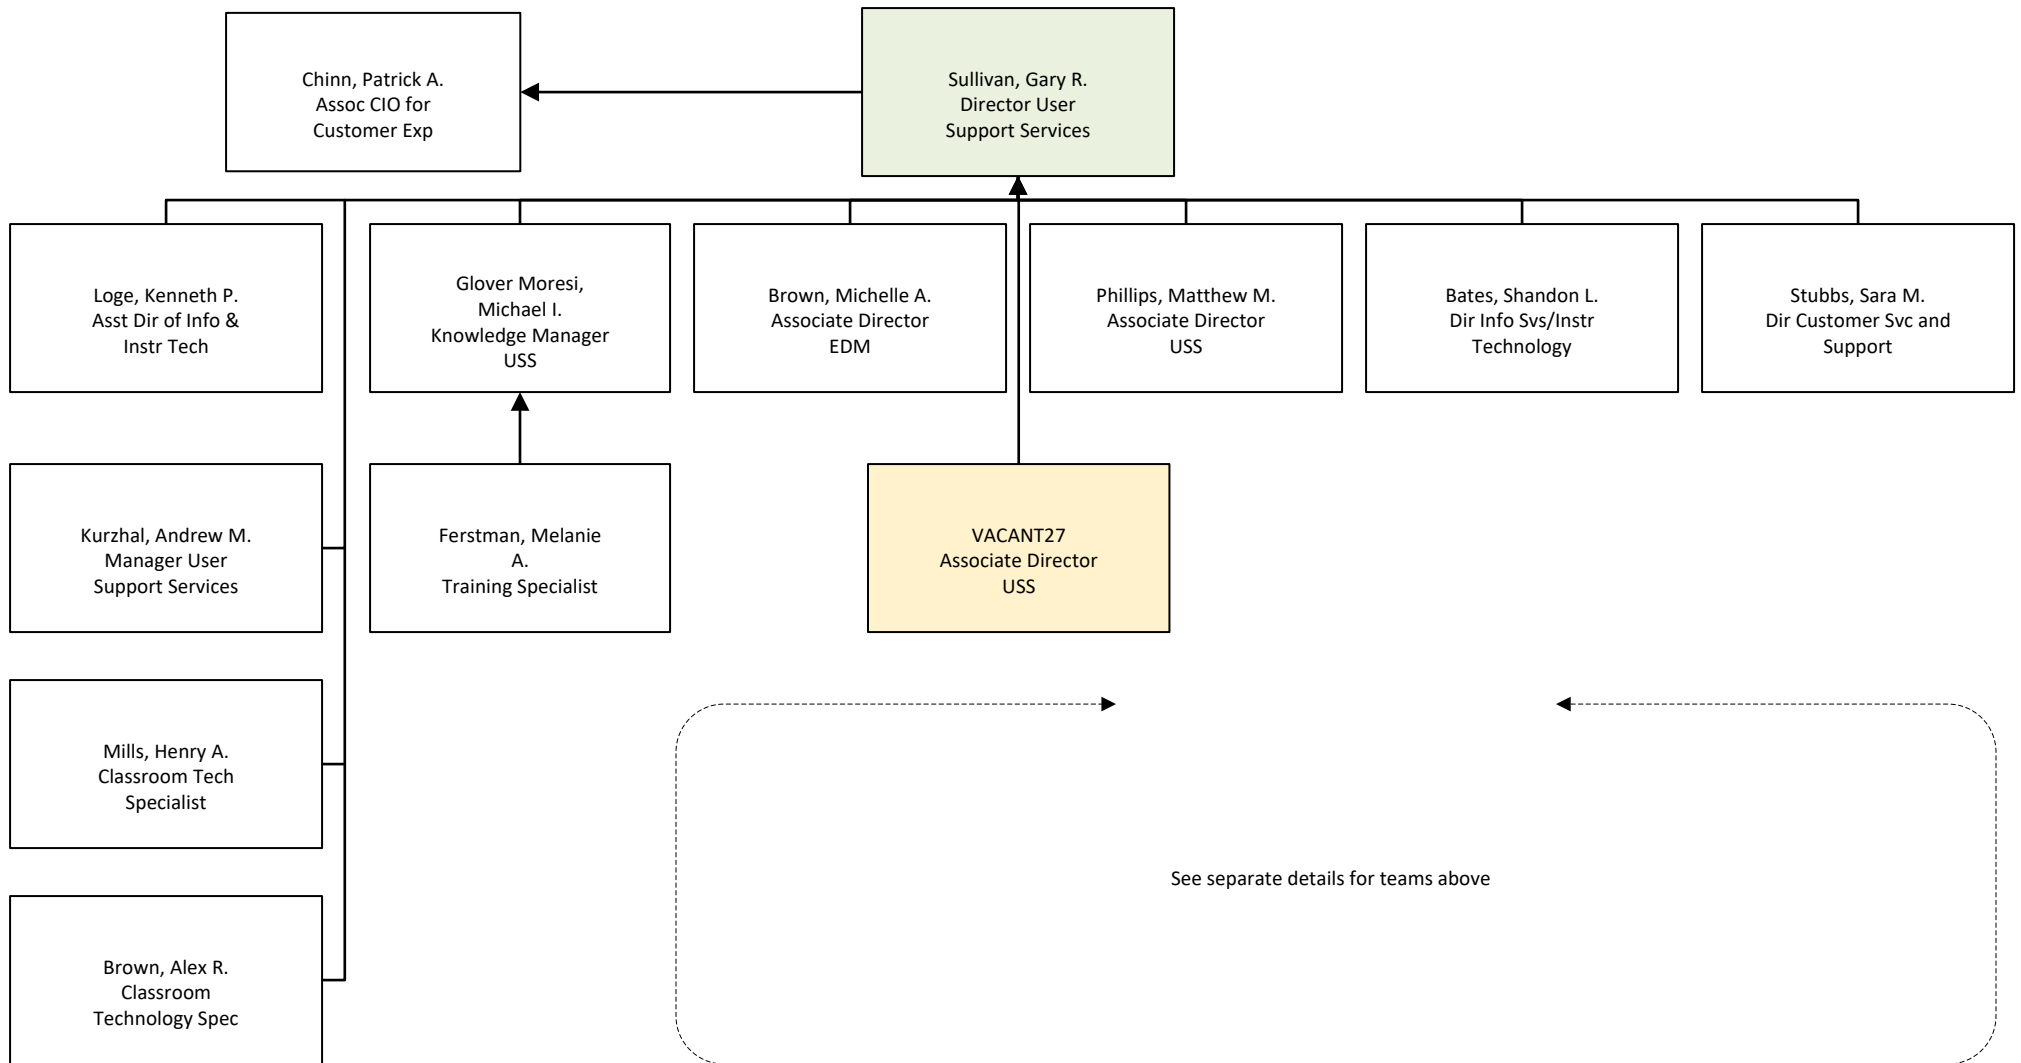 Chinn, Patrick A.
Assoc CIO for
Customer Exp
Sullivan, Gary R.
Director User
Support Services
Loge, Kenneth P.
Asst Dir of Info &
Instr Tech
Glover Moresi,
Michael I.
Knowledge Manager
USS
Brown, Michelle A.
Associate Director
EDM
Phillips, Matthew M.
Associate Director
USS
Bates, Shandon L.
Dir Info Svs/Instr
Technology
Stubbs, Sara M.
Dir Customer Svc and
Support
Kurzhal, Andrew M.
Manager User
Support Services
Ferstman, Melanie
A.
Training Specialist
VACANT27
Associate Director
USS
Mills, Henry A.
Classroom Tech
Specialist
See separate details for teams above
Brown, Alex R.
Classroom
Technology Spec